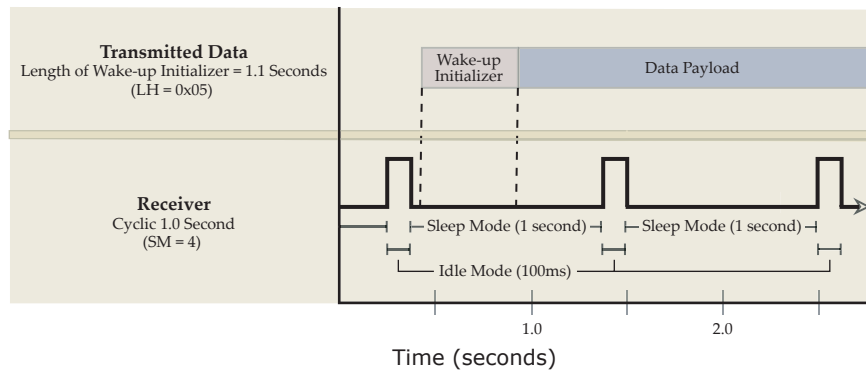 Transmitted Data
Length of Wake-up Initializer = 1.1 Seconds
(LH = 0x05)
Wake-up
Initializer
Data Payload
Receiver
Cyclic 1.0 Second
(SM = 4)
Sleep Mode (1 second)
Sleep Mode (1 second)
Idle Mode (100ms)
1.0
2.0
Time (seconds)